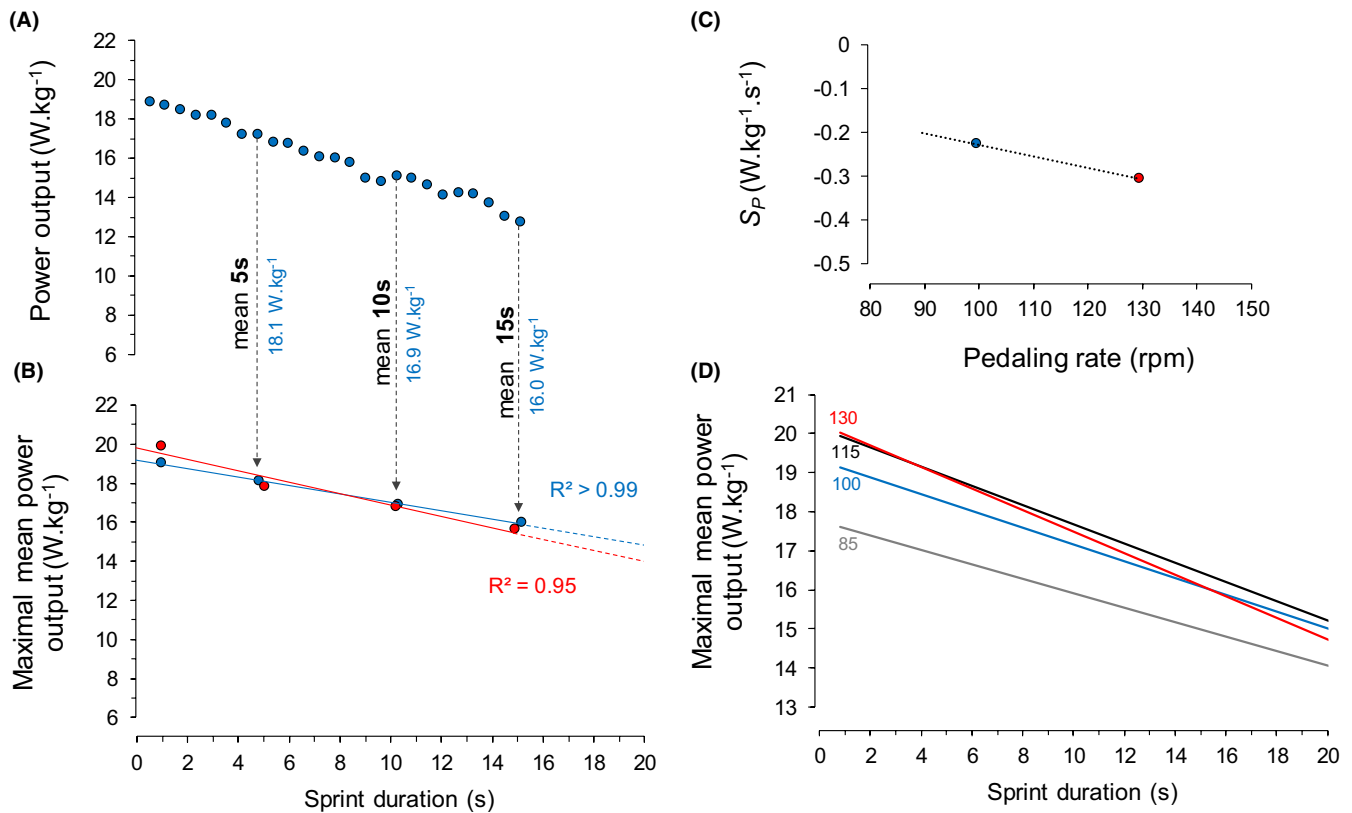 (A)
22
20
18
16
14
12
10
8
6
Power output (W.kg-1)
mean 5s
18.1 W.kg-1
mean 10s
16.9 W.kg-1
mean 15s
16.0 W.kg-1
(B)
22
20
18
16
14
12
10
8
6
Maximal mean power
output (W.kg-1)
R² > 0.99
R² = 0.95
0 2 4 6 8 10 12 14 16 18 20
Sprint duration (s)
(C)
0
-0.1
-0.2
-0.3
-0.4
-0.5
SP (W.kg-1.s-1)
80 90 100 110 120 130 140 150
Pedaling rate (rpm)
(D)
21
20
19
18
17
16
15
14
13
Maximal mean power
output (W.kg-1)
130
115
100
85
0 2 4 6 8 10 12 14 16 18 20
Sprint duration (s)